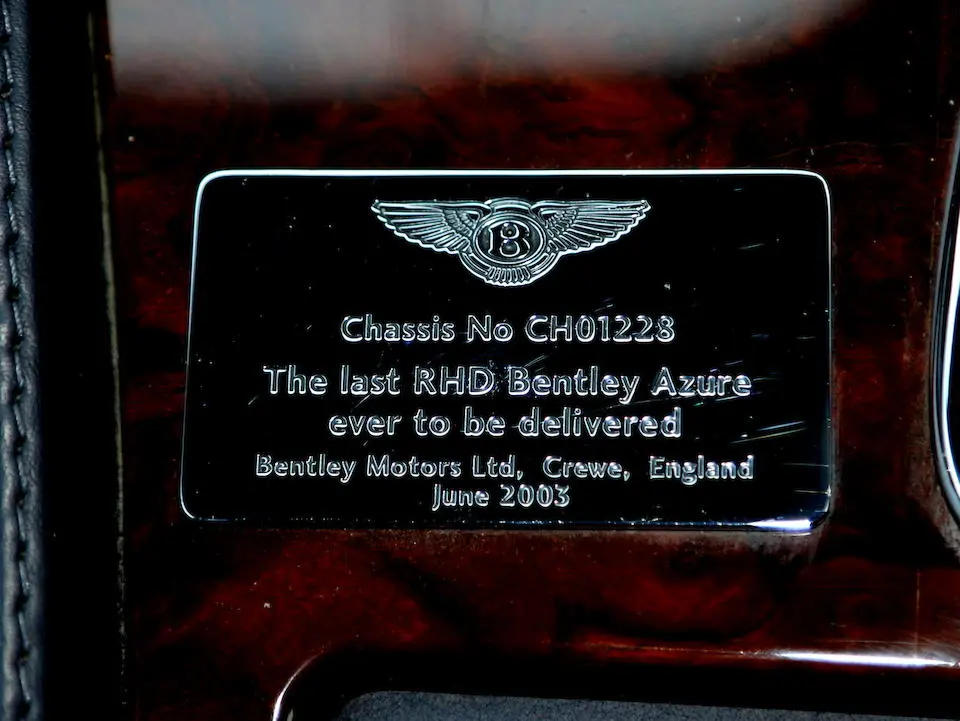 B
Chassis No CH01228
The last RHD Bentley Azure
ever to be delivered
Bentley Motors Ltd, Crewe, England
June 2003